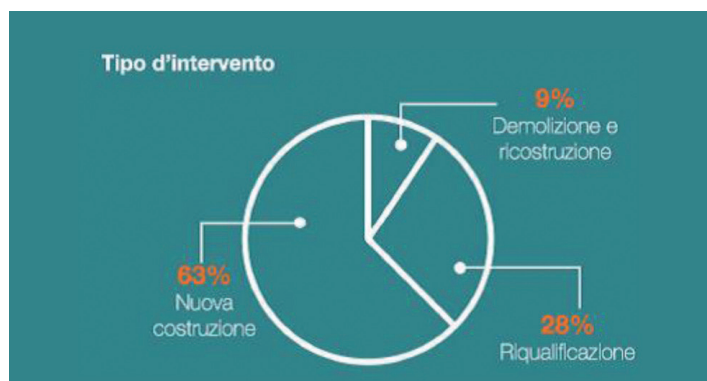 Tipo d'intervento
9%
Demolizione e
ricostruzione
63%
Nuova
costruzione
28%
Riqualificazione